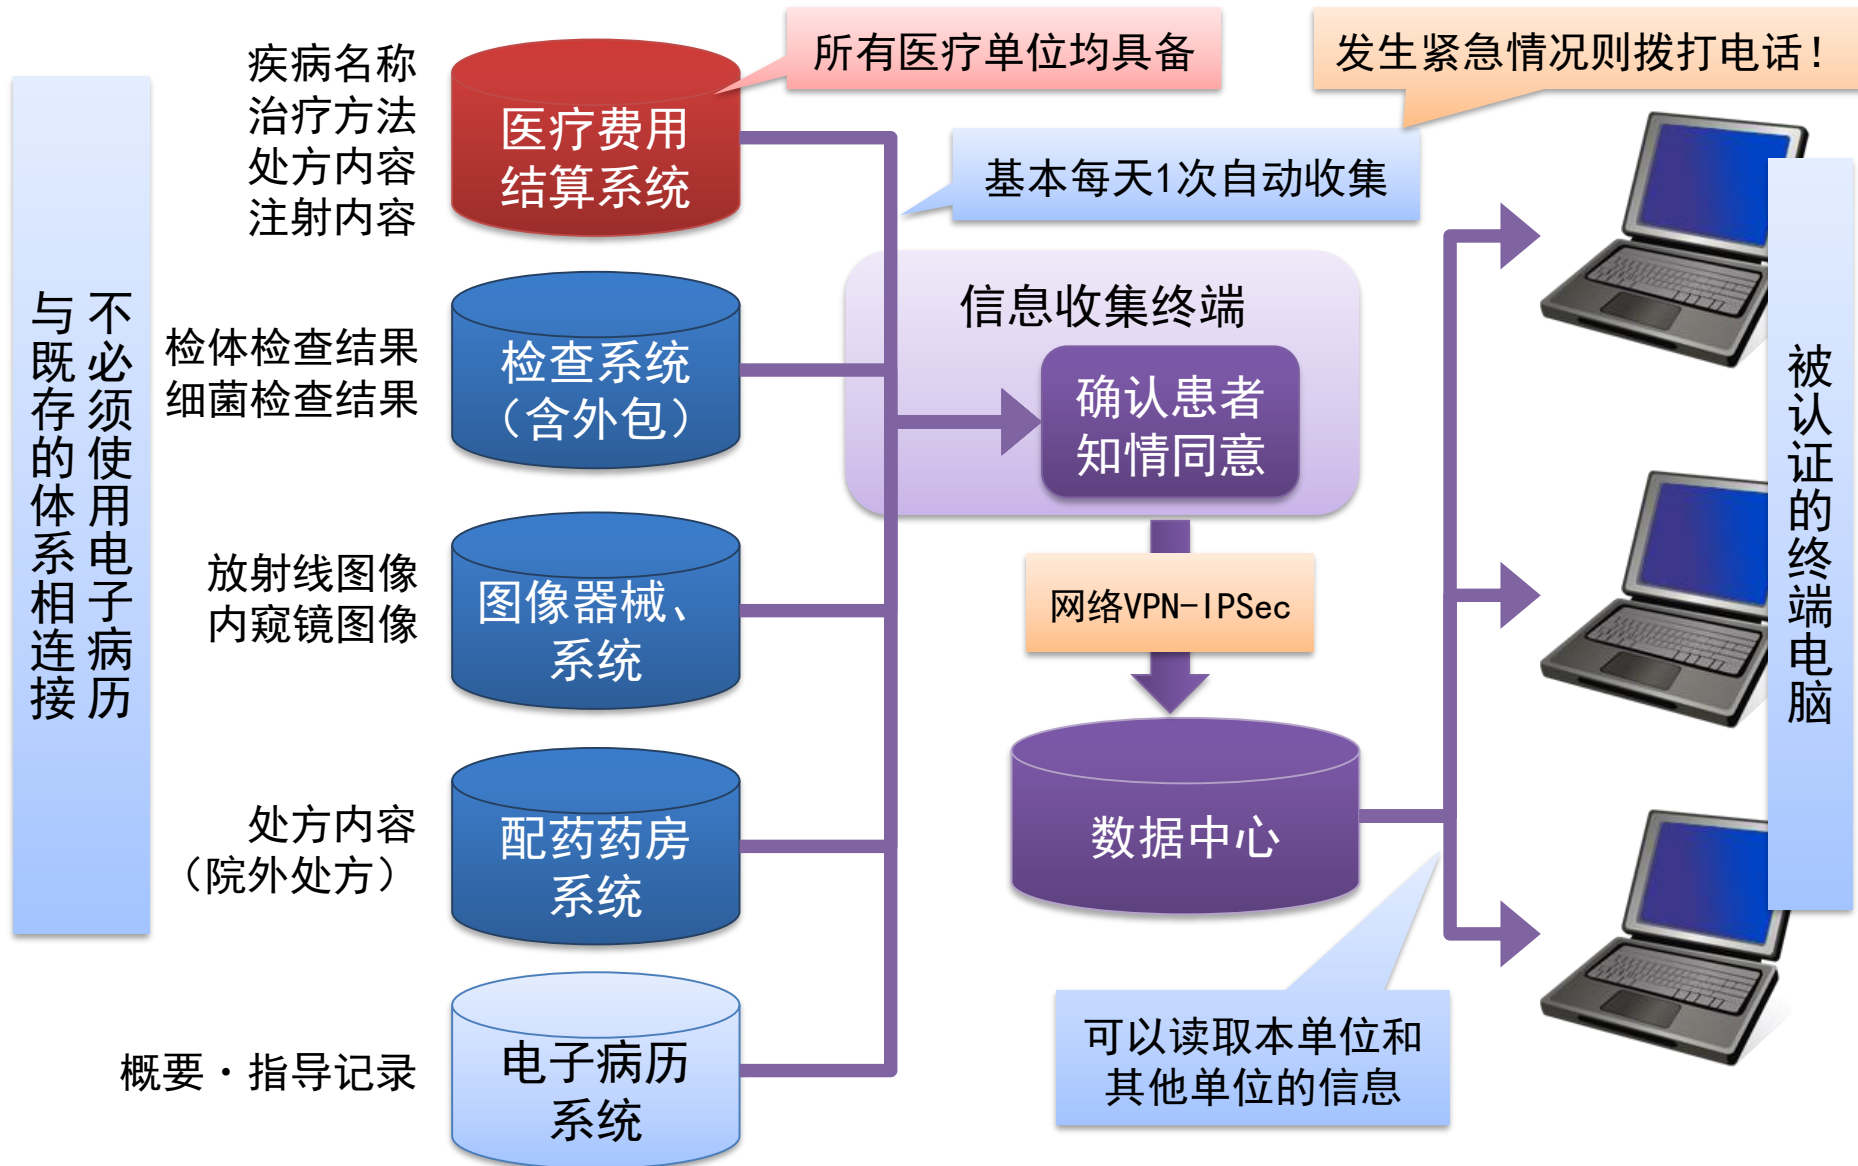 不必须使用电子病历
与既存的体系相连接
疾病名称
治疗方法
处方内容
注射内容
医疗费用
结算系统
所有医疗单位均具备
发生紧急情况则拨打电话！
基本每天1次自动收集
检体检查结果
细菌检查结果
检查系统
（含外包）
信息收集终端
确认患者
知情同意
放射线图像
内窥镜图像
图像器械、
系统
网络VPN-IPSec
处方内容
（院外处方）
配药药房
系统
数据中心
被认证的终端电脑
概要・指导记录
电子病历
系统
可以读取本单位和
其他单位的信息